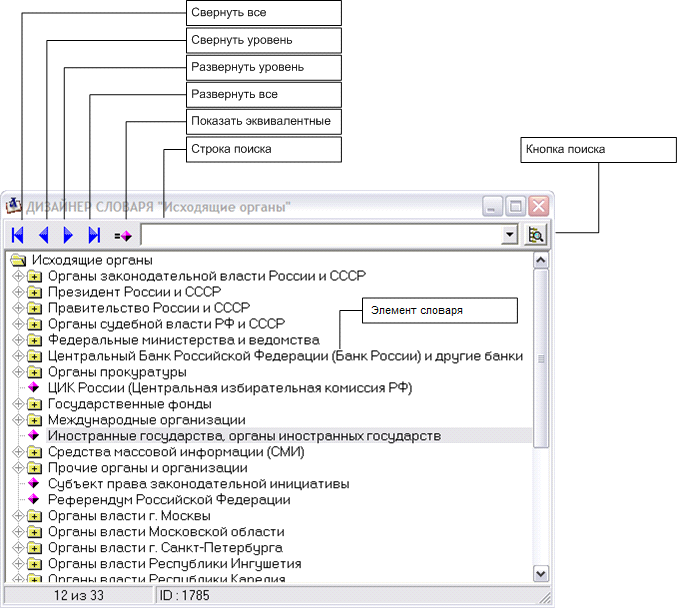 Свернуть все
Свернуть уровень
Развернуть уровень
Развернуть все
Показать эквивалентные
Строка поиска
Кнопка поиска
ДИЗАЙНЕР СЛОВАРЯ "Исходящие органы"
Исходящие органы
Органы законодательной власти России и СССР
Президент России и СССР
Правительство России и СССР
Органы судебной власти РФ и СССР
Элемент словаря
Федеральные министерства и ведомства
Центральный Банк Российской Федерации (Банк России) и другие банки
Органы прокуратуры
ЦИК России (Центральная избирательная комиссия РФ)
Государственные фонды
Международные организации
Иностранные государства, органы иностранных государств
Средства массовой информации (СМИ)
Прочие органы и организации
Субъект права законодательной инициативы
Референдум Российской Федерации
Органы власти г. Москвы
Органы власти Московской области
Органы власти г. Санкт-Петербурга
Органы власти Республики Ингушетия
Органы власти Республики Карелия
12 из 33
ID : 1785